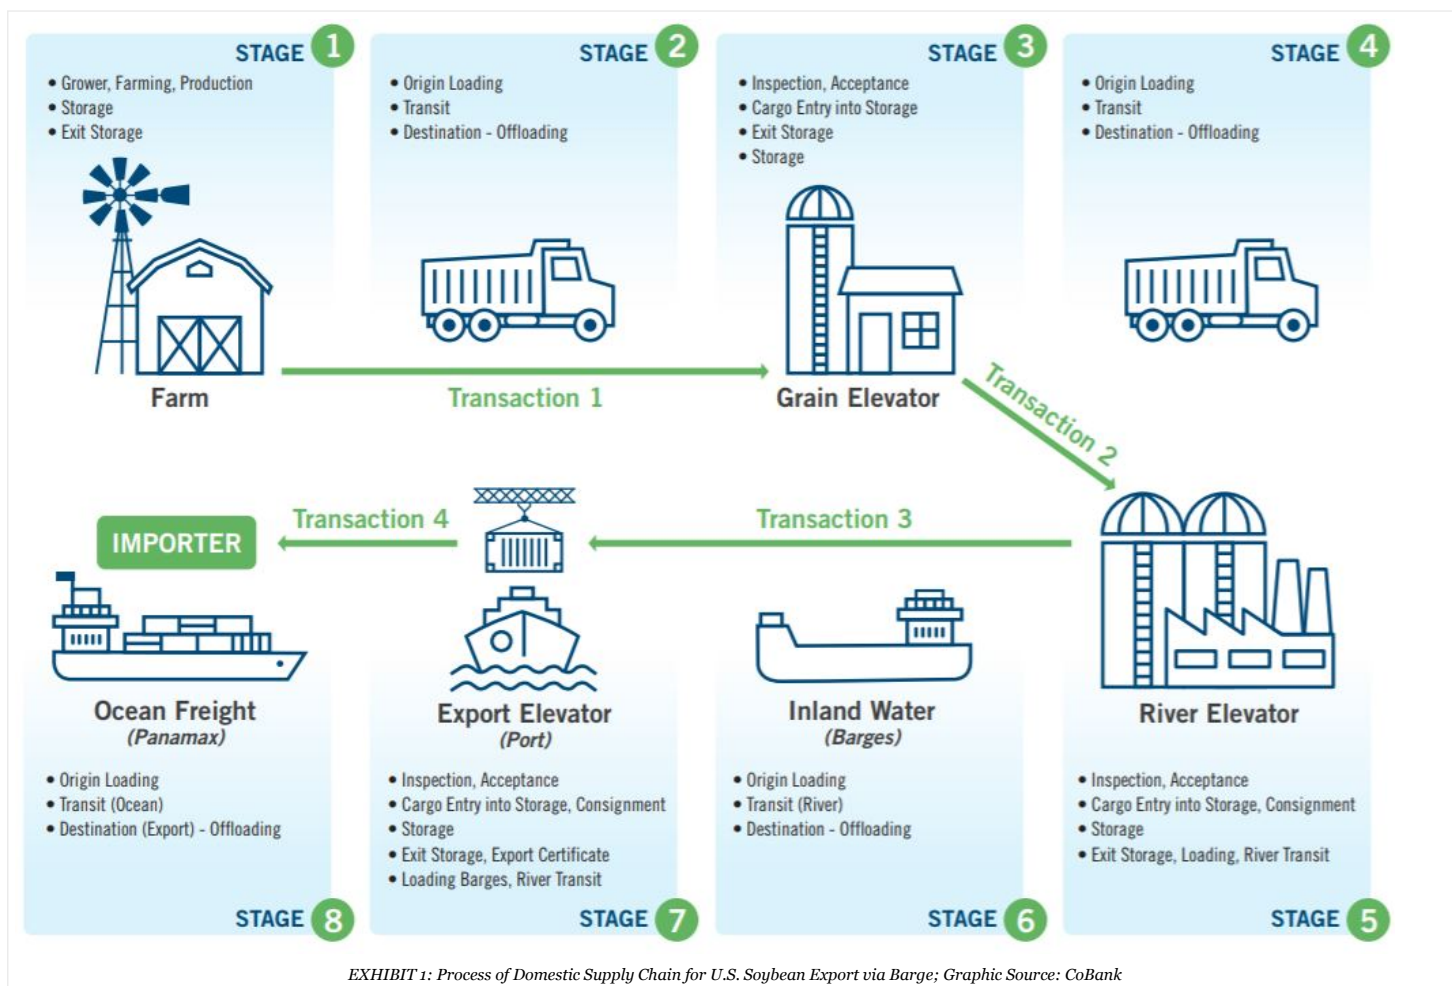 STAGE 1
• Grower, Farming, Production
• Storage
• Exit Storage
Farm
STAGE 2
• Origin Loading
• Transit
• Destination - Offloading
Transaction 1
STAGE 3
• Inspection, Acceptance
• Cargo Entry into Storage
• Exit Storage
• Storage
Grain Elevator
STAGE 4
• Origin Loading
• Transit
• Destination - Offloading
Transaction 2
Transaction 4
IMPORTER
Transaction 3
Ocean Freight
(Panamax)
• Origin Loading
• Transit (Ocean)
• Destination (Export) - Offloading
STAGE 8
Export Elevator
(Port)
• Inspection, Acceptance
• Cargo Entry into Storage, Consignment
• Storage
• Exit Storage, Export Certificate
• Loading Barges, River Transit
STAGE 7
Inland Water
(Barges)
• Origin Loading
• Transit (River)
• Destination - Offloading
STAGE 6
River Elevator
• Inspection, Acceptance
• Cargo Entry into Storage, Consignment
• Storage
• Exit Storage, Loading, River Transit
STAGE 5
EXHIBIT 1: Process of Domestic Supply Chain for U.S. Soybean Export via Barge; Graphic Source: CoBank